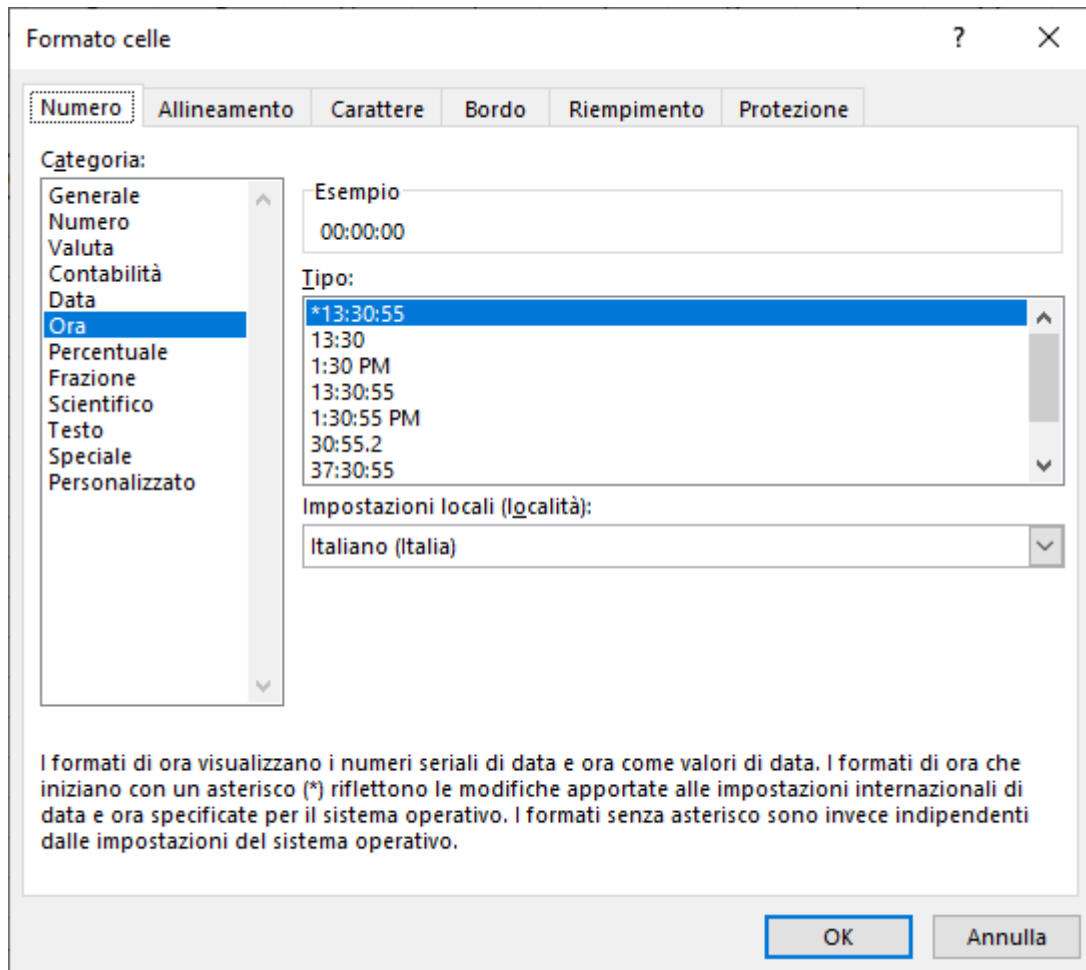 Formato celle
?
Numero
Allineamento
Carattere
Bordo
Riempimento
Protezione
Categoria:
Generale
Numero
Valuta
Contabilità
Data
Ora
Percentuale
Frazione
Scientifico
Testo
Speciale
Personalizzato
Esempio
00:00:00
Tipo:
*13:30:55
13:30
1:30 PM
13:30:55
1:30:55 PM
30:55.2
37:30:55
Impostazioni locali (località):
Italiano (Italia)
I formati di ora visualizzano i numeri seriali di data e ora come valori di data. I formati di ora che
iniziano con un asterisco (*) riflettono le modifiche apportate alle impostazioni internazionali di
data e ora specificate per il sistema operativo. I formati senza asterisco sono invece indipendenti
dalle impostazioni del sistema operativo.
OK
Annulla